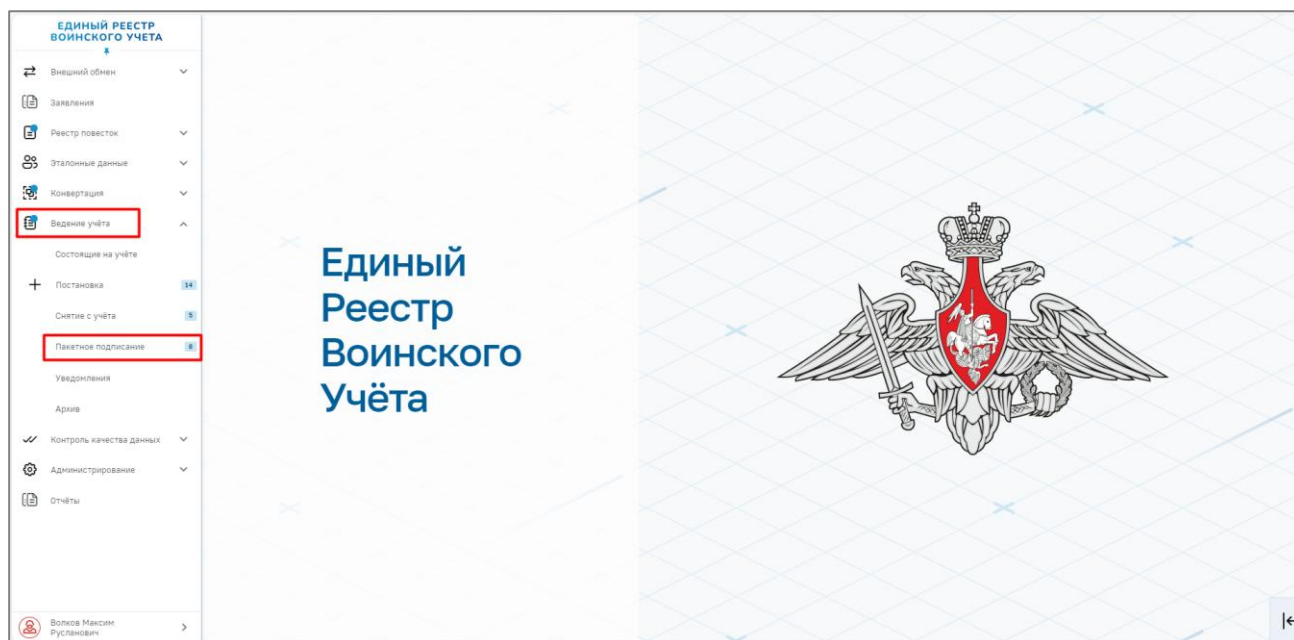 ЕДИНЫЙ РЕЕСТР
ВОИНСКОГО УЧЕТА
Внешний обмен
Заявления
Реестр повесток
Эталонные данные
Конвертация
Ведение учёта
Состоящие на учёте
Постановка 14
Снятие с учёта 5
Пакетное подписание 8
Уведомления
Архив
Контроль качества данных
Администрирование
Отчёты
Волков Максим
Русланович
Единый
Реестр
Воинского
Учёта